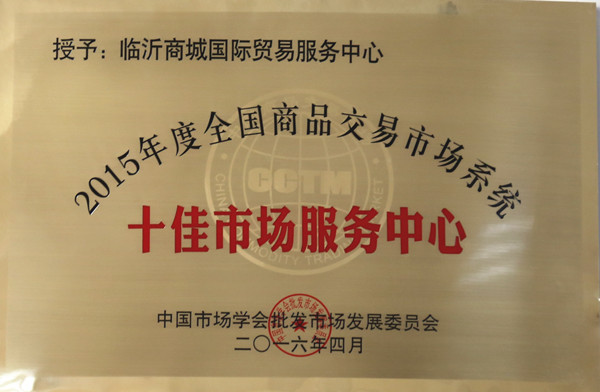 授予：临沂商城国际贸易服务中心
2015年度全国商品交易市场系统
CCTM
十佳市场服务中心
中国市场学会批发市场发展委员会
二〇一六年四月